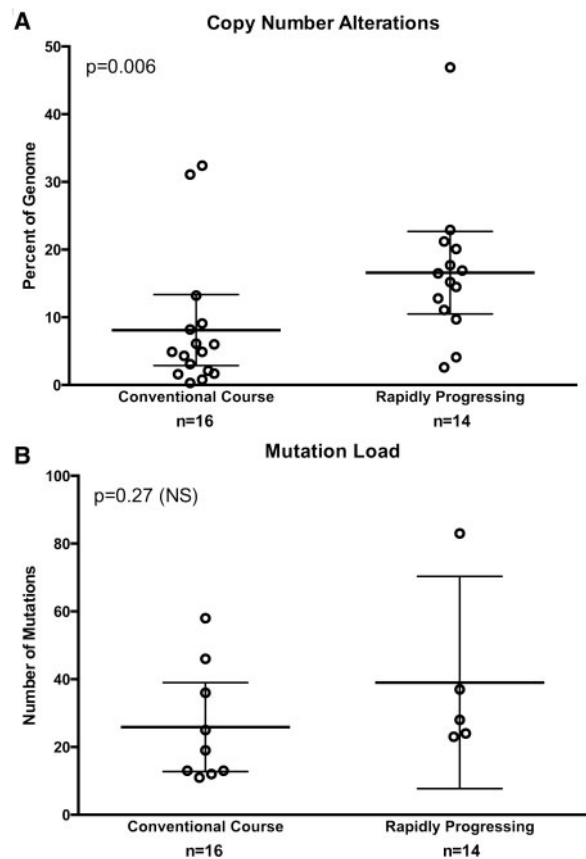 A
Copy Number Alterations
p=0.006
Percent of Genome
50
40
30
20
10
0
Conventional Course
Rapidly Progressing
n=16
n=14
B
Mutation Load
p=0.27 (NS)
Number of Mutations
100
80
60
40
20
0
Conventional Course
Rapidly Progressing
n=16
n=14